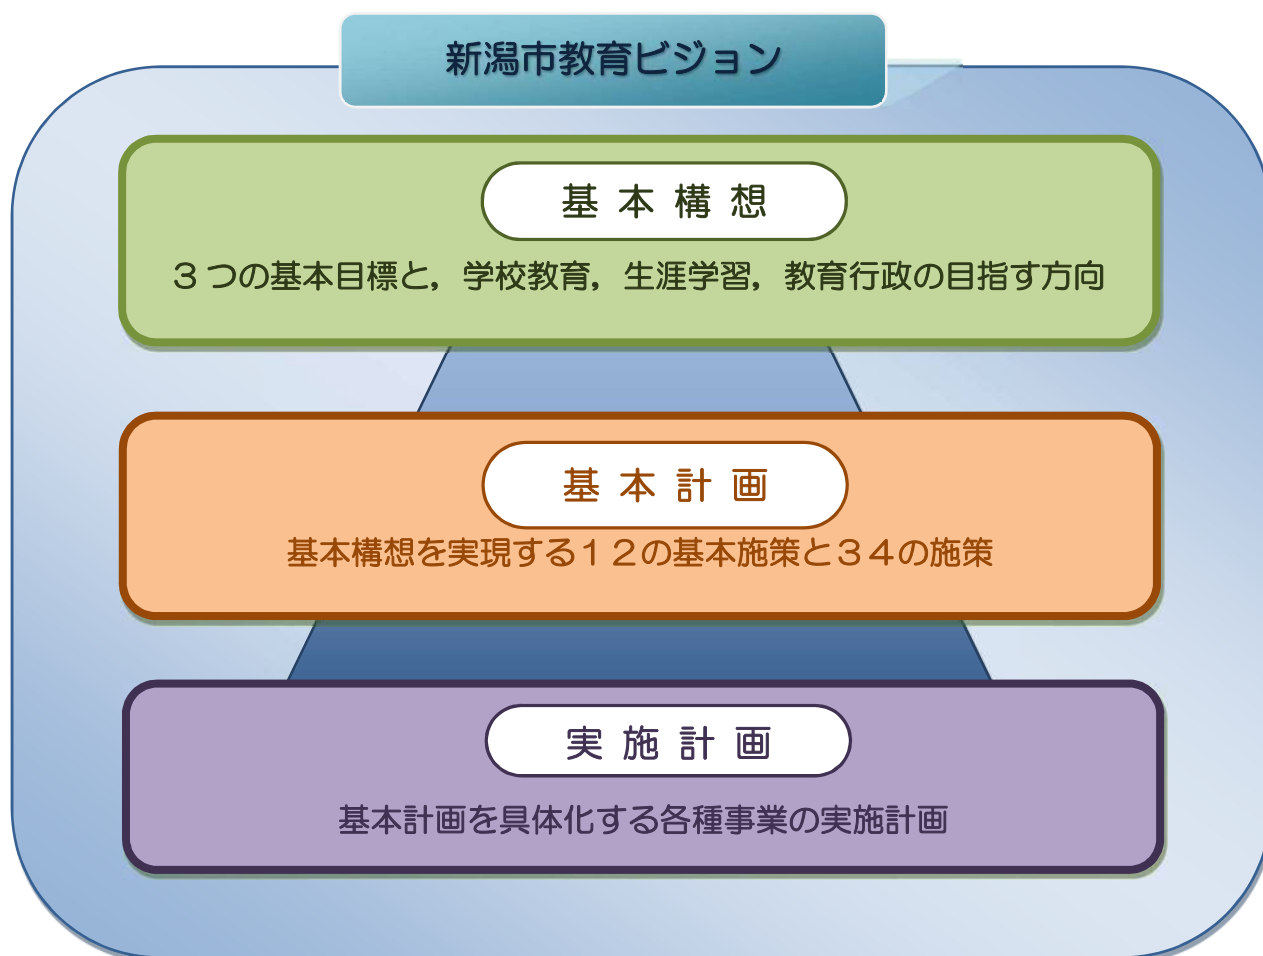 新潟市教育ビジョン
基本構想
3つの基本目標と，学校教育，生涯学習，教育行政の目指す方向
基本計画
基本構想を実現する１２の基本施策と３４の施策
実施計画
基本計画を具体化する各種事業の実施計画